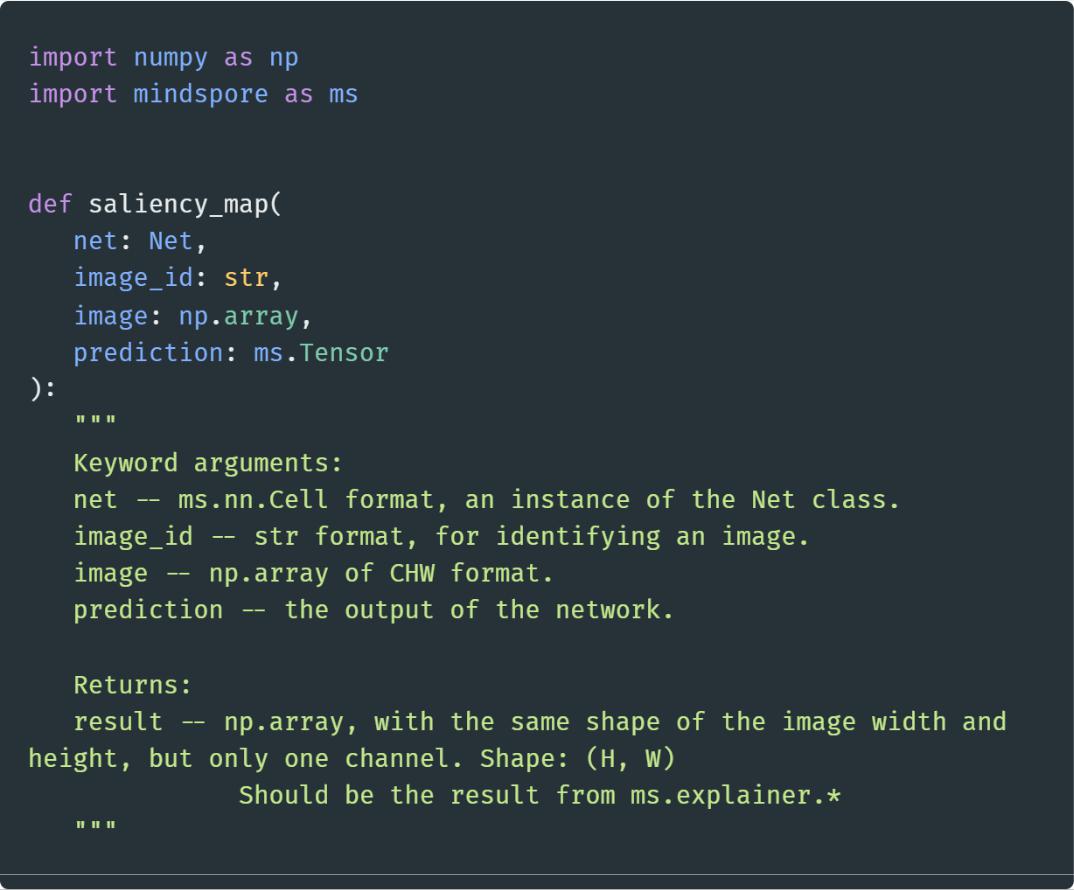 import numpy as np
import mindspore as ms
def saliency_map(
net: Net,
image_id: str,
image: np.array,
prediction: ms.Tensor
):
"""
Keyword arguments:
net -- ms.nn.Cell format, an instance of the Net class.
image_id -- str format, for identifying an image.
image -- np.array of CHW format.
prediction -- the output of the network.
Returns:
result -- np.array, with the same shape of the image width and
height, but only one channel. Shape: (H, W)
Should be the result from ms.explainer.*
"""